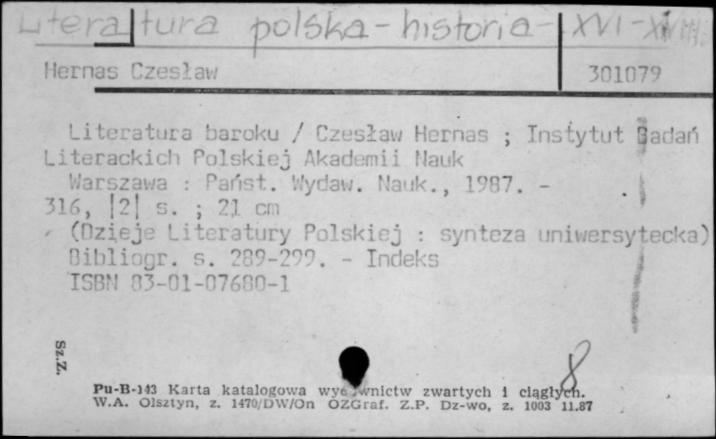 Literatura polska - historia - XVI -
Hernas Czesław 301079
Literatura baroku / Czesław Hernas ; Instytut Badań
Literackich Polskiej Akademii Nauk
Warszawa : Państ. Wydaw. Nauk., 1987. -
316, |2| s. ; 21 cm
(Dzieje Literatury Polskiej : synteza uniwersytecka)
Bibliogr. s. 289-299. - Indeks
ISBN 83-01-07680-1
Sz.Z.
8
Pu-B-143 Karta katalogowa wydawnictw zwartych i ciągłych.
W.A. Olsztyn, z. 1470/DW/On OZGraf. Z.P. Dz-wo, z. 1003 11.87